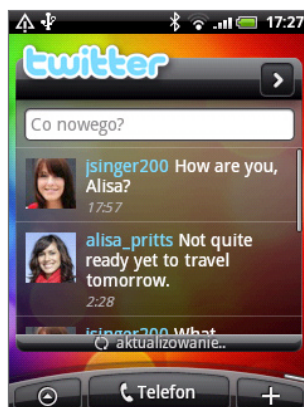 17:27
twitter
Co nowego?
jsinger200 How are you,
Alisa?
17:57
alisa_pritts Not quite
ready yet to travel
tomorrow.
2:28
jsinger200 What
aktualizowanie..
Telefon